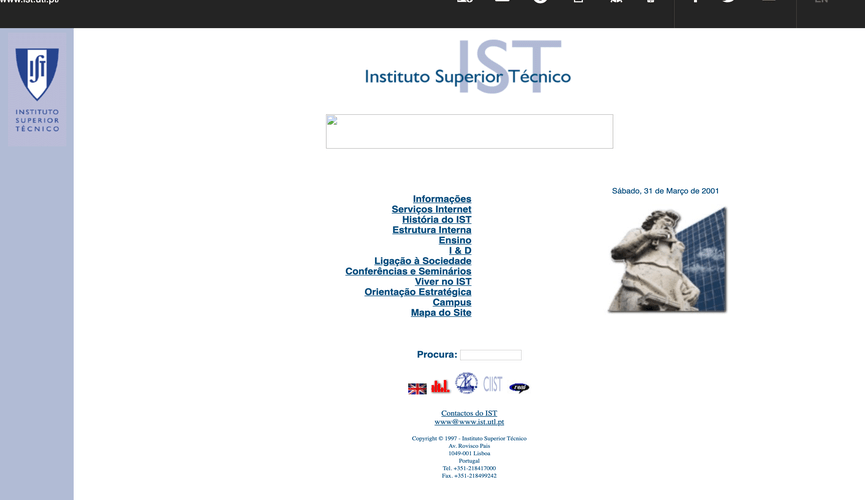 www.ist.utl.pt/
EN
INSTITUTO
SUPERIOR
TÉCNICO
IST
Instituto Superior Técnico
Sábado, 31 de Março de 2001
Informações
Serviços Internet
História do IST
Estrutura Interna
Ensino
I & D
Ligação à Sociedade
Conferências e Seminários
Viver no IST
Orientação Estratégica
Campus
Mapa do Site
Procura:
CIIST
real
Contactos do IST
www@www.ist.utl.pt
Copyright © 1997 - Instituto Superior Técnico
Av. Rovisco Pais
1049-001 Lisboa
Portugal
Tel. +351-218417000
Fax. +351-218499242